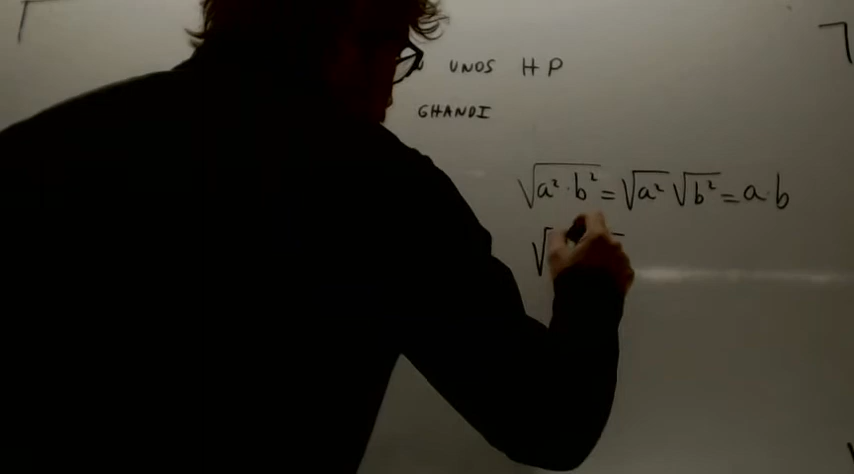 UNOS HP
GHANDI
√a²·b² = √a² √b² = a·b
√